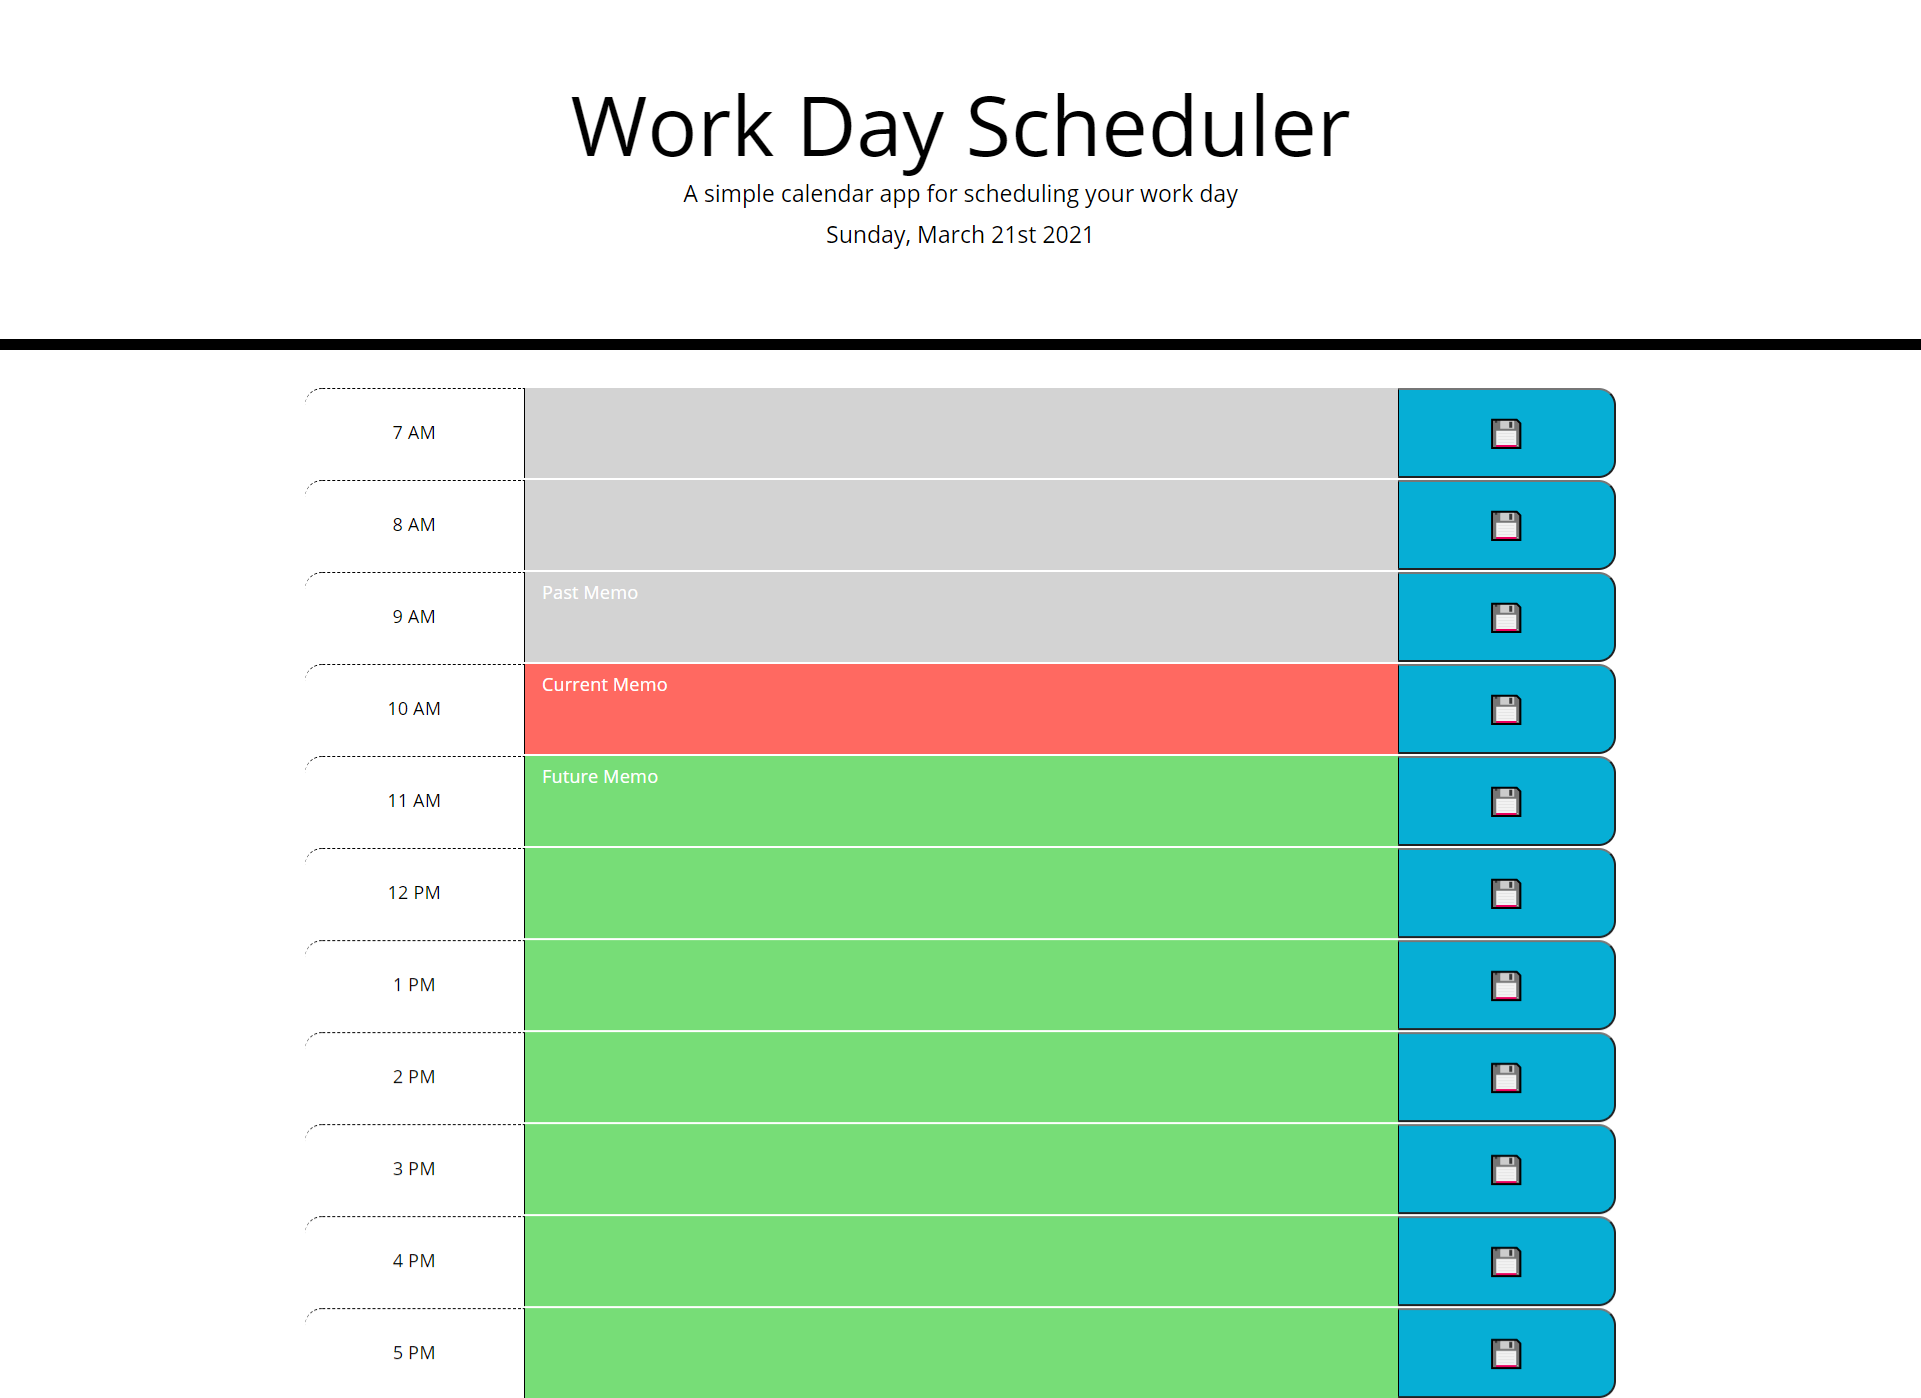 Work Day Scheduler
A simple calendar app for scheduling your work day
Sunday, March 21st 2021
7 AM
8 AM
9 AM
Past Memo
10 AM
Current Memo
11 AM
Future Memo
12 PM
1 PM
2 PM
3 PM
4 PM
5 PM